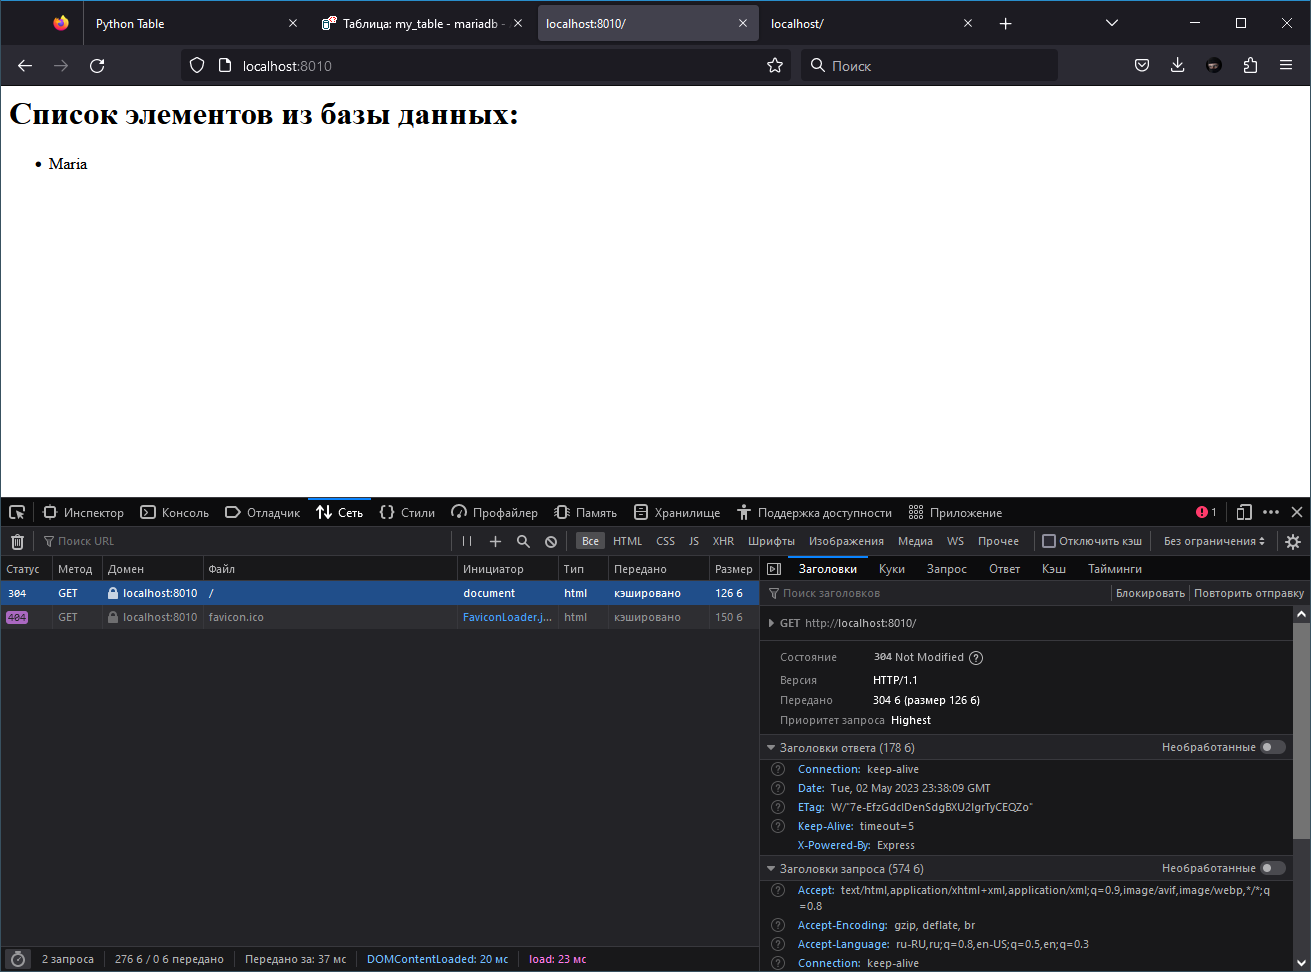 Python Table
Таблица: my_table - mariadb -
localhost:8010/
localhost/
localhost:8010
Поиск
Список элементов из базы данных:
• Maria
Инспектор Консоль Отладчик Сеть Стили Профайлер Память Хранилище Поддержка доступности Приложение 1
Поиск URL Все HTML CSS JS XHR Шрифты Изображения Медиа WS Прочее Отключить кэш Без ограничения
Статус Метод Домен Файл Инициатор Тип Передано Размер
304 GET localhost:8010 / document html кэшировано 126 б
404 GET localhost:8010 favicon.ico FaviconLoader.j... html кэшировано 150 б
2 запроса 276 б / 0 б передано Передано за: 37 мс DOMContentLoaded: 20 мс load: 23 мс
Заголовки Куки Запрос Ответ Кэш Тайминги
Поиск заголовков Блокировать Повторить отправку
GET http://localhost:8010/
Состояние 304 Not Modified ?
Версия HTTP/1.1
Передано 304 б (размер 126 б)
Приоритет запроса Highest
Заголовки ответа (178 б) Необработанные
? Connection: keep-alive
? Date: Tue, 02 May 2023 23:38:09 GMT
? ETag: W/"7e-EfzGdclDenSdgBXU2IgrTyCEQZo"
? Keep-Alive: timeout=5
X-Powered-By: Express
Заголовки запроса (574 б) Необработанные
? Accept: text/html,application/xhtml+xml,application/xml;q=0.9,image/avif,image/webp,*/*;q
=0.8
? Accept-Encoding: gzip, deflate, br
? Accept-Language: ru-RU,ru;q=0.8,en-US;q=0.5,en;q=0.3
? Connection: keep-alive